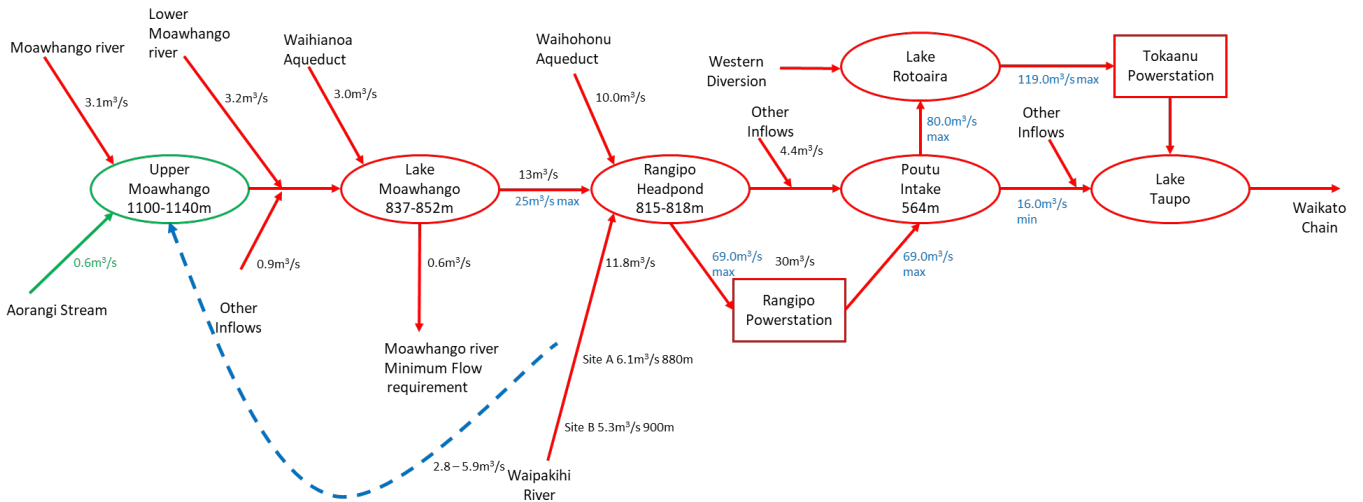 Moawhango river
3.1m³/s
Lower
Moawhango
river
3.2m³/s
Waihianoa
Aqueduct
3.0m³/s
Waihohonu
Aqueduct
10.0m³/s
Western
Diversion
Lake
Rotoaira
119.0m³/s max
Tokaanu
Powerstation
Other
Inflows
4.4m³/s
80.0m³/s
max
Other
Inflows
Upper
Moawhango
1100-1140m
Lake
Moawhango
837-852m
13m³/s
25m³/s max
Rangipo
Headpond
815-818m
Poutu
Intake
564m
16.0m³/s
min
Lake
Taupo
Waikato
Chain
0.6m³/s
Aorangi Stream
0.9m³/s
Other
Inflows
0.6m³/s
Moawhango river
Minimum Flow
requirement
11.8m³/s
69.0m³/s
max
30m³/s
Rangipo
Powerstation
69.0m³/s
max
Site A 6.1m³/s 880m
Site B 5.3m³/s 900m
2.8 – 5.9m³/s
Waipakihi
River